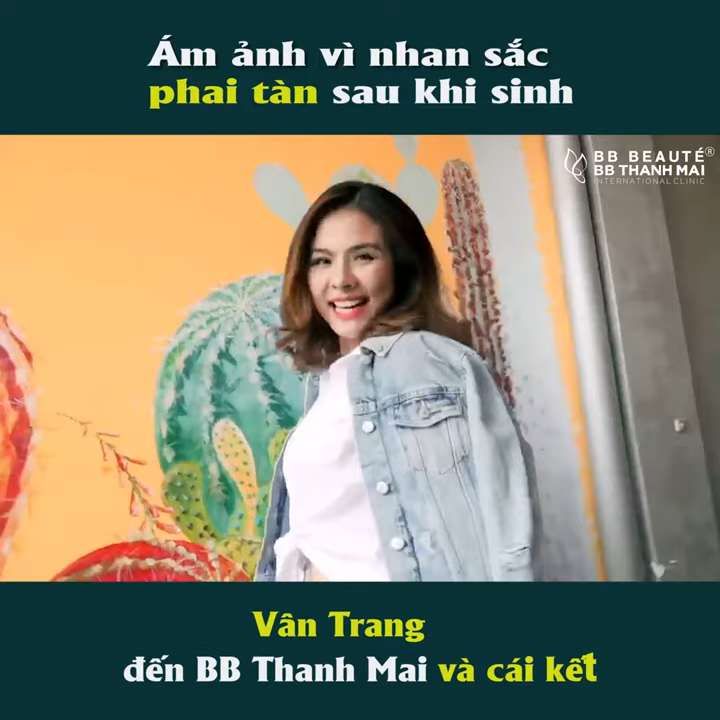 Ám ảnh vì nhan sắc
phai tàn sau khi sinh
BB BEAUTÉ®
BB THANH MAI
INTERNATIONAL CLINIC
Vân Trang
đến BB Thanh Mai và cái kết